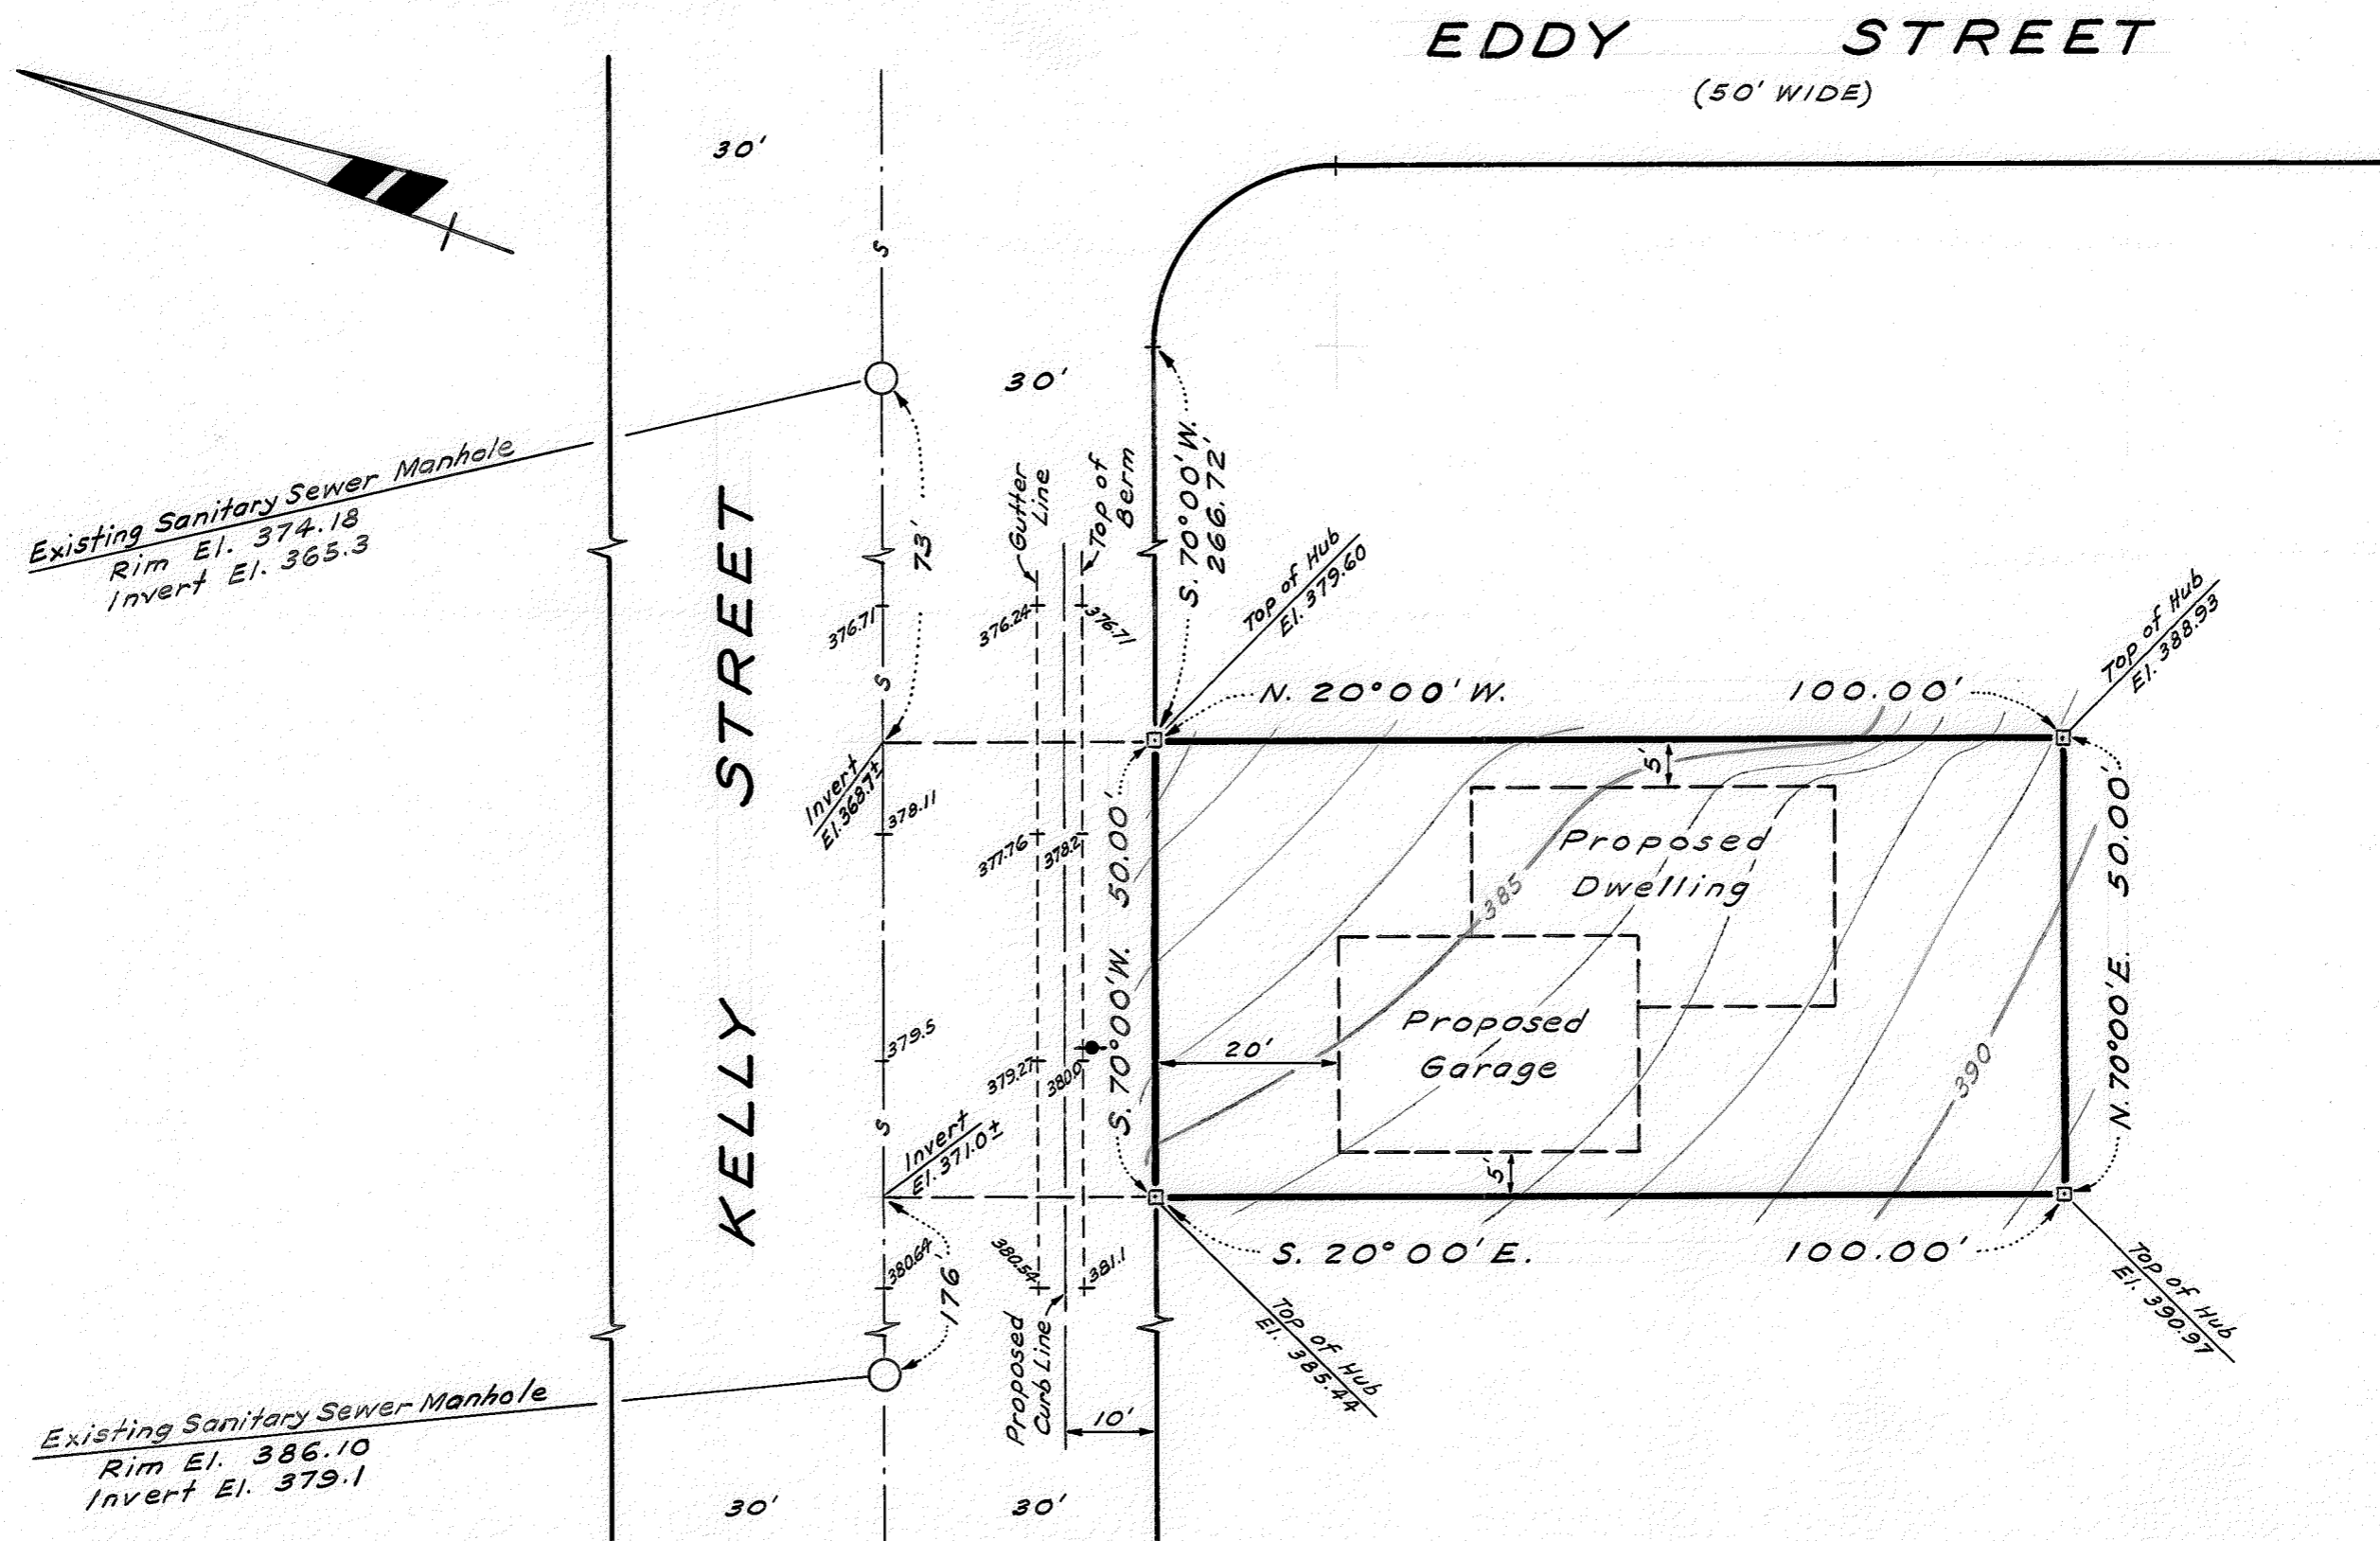 EDDY STREET
(50' WIDE)
30'
S
30'
Existing Sanitary Sewer Manhole
Rim El. 374.18
Invert El. 365.3
73'
Gutter
Line
Top of
Berm
S. 70°00'W.
266.72'
Top of Hub
El. 379.60
Top of Hub
El. 388.93
376.71
376.24
376.71
S
N. 20°00' W.
100.00'
KELLY STREET
Invert
El. 368.7±
378.11
377.76
378.2
S. 70°00'W. 50.00'
5'
Proposed
Dwelling
385
N. 70°00'E. 50.00'
379.5
379.27
380.0
20'
Proposed
Garage
390
S
Invert
El. 371.0±
5'
380.64
380.54
381.1
176'
S. 20°00'E.
100.00'
Top of Hub
El. 385.44
Top of Hub
El. 390.97
Proposed
Curb Line
10'
Existing Sanitary Sewer Manhole
Rim El. 386.10
Invert El. 379.1
30'
30'